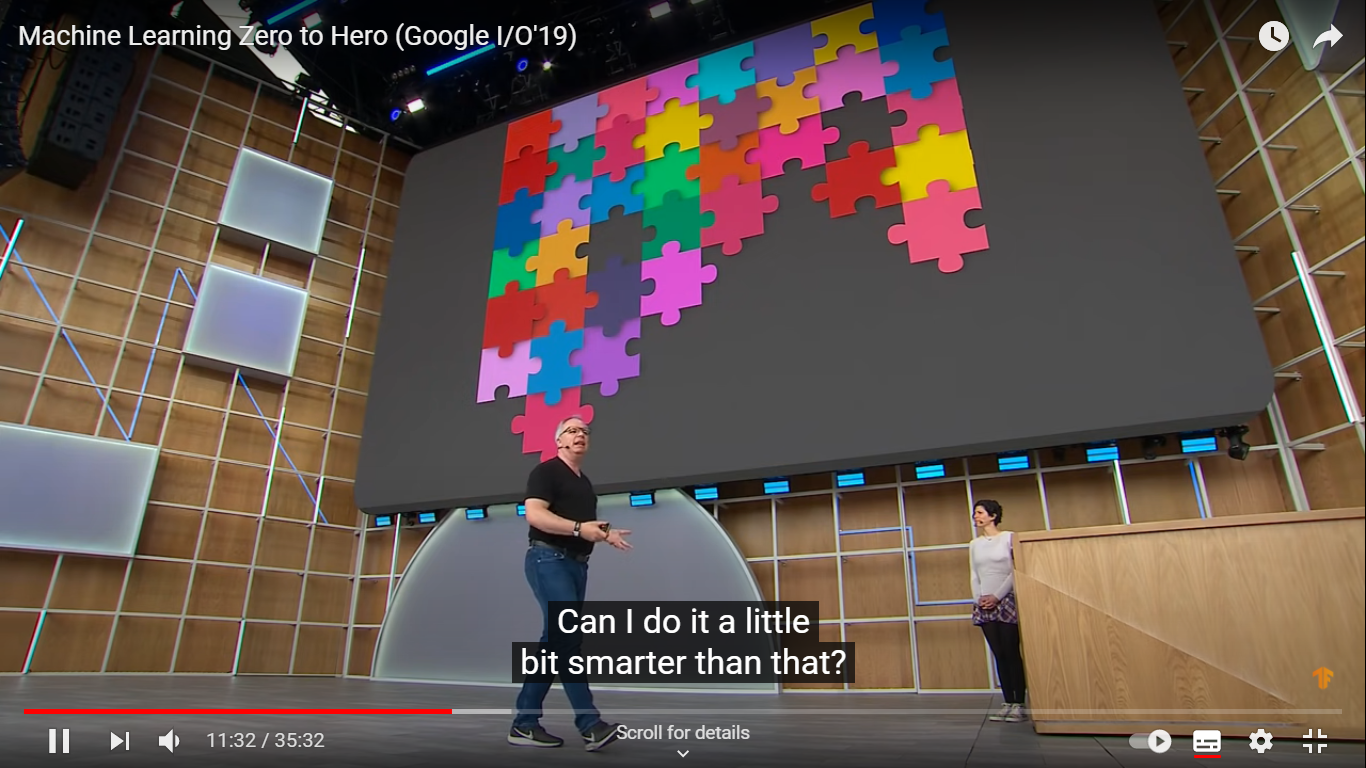 Machine Learning Zero to Hero (Google I/O'19)
Can I do it a little
bit smarter than that?
11:32 / 35:32
Scroll for details